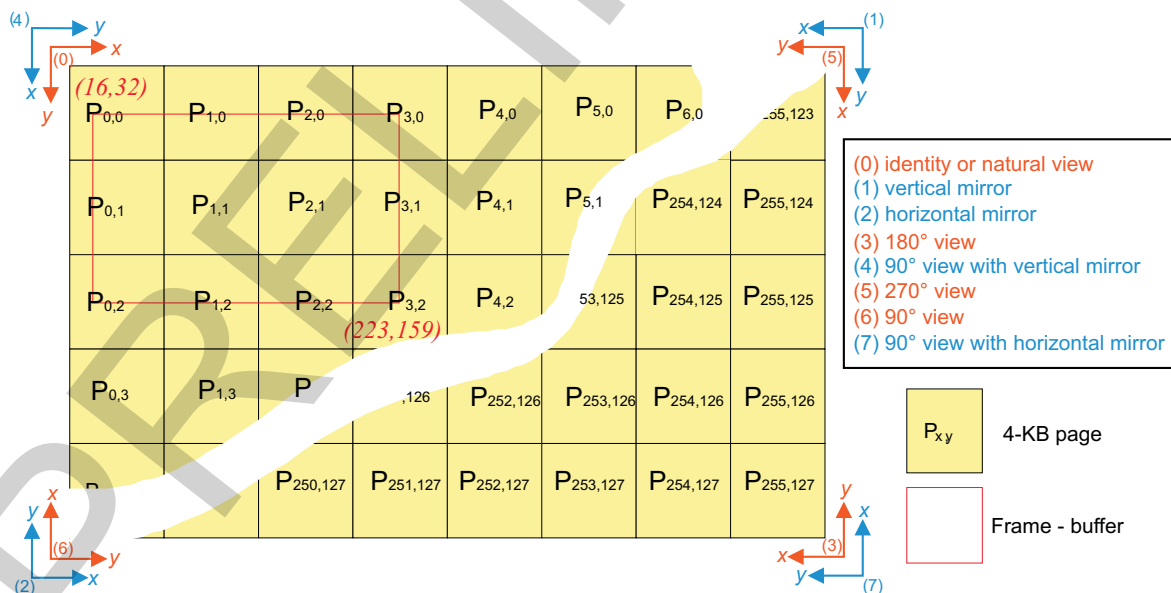 (4) y (1) x
x (0) y (5)
x y y x
(16,32)
P0,0 P1,0 P2,0 P3,0 P4,0 P5,0 P6,0 255,123
P0,1 P1,1 P2,1 P3,1 P4,1 P5,1 P254,124 P255,124
P0,2 P1,2 P2,2 P3,2 P4,2 53,125 P254,125 P255,125
(223,159)
P0,3 P1,3 P ,126 P252,126 P253,126 P254,126 P255,126
P250,127 P251,127 P252,127 P253,127 P254,127 P255,127
(0) identity or natural view
(1) vertical mirror
(2) horizontal mirror
(3) 180° view
(4) 90° view with vertical mirror
(5) 270° view
(6) 90° view
(7) 90° view with horizontal mirror
Px,y 4-KB page
Frame - buffer
x y y x
(6) y x (3)
(2) x y (7)
PRELI